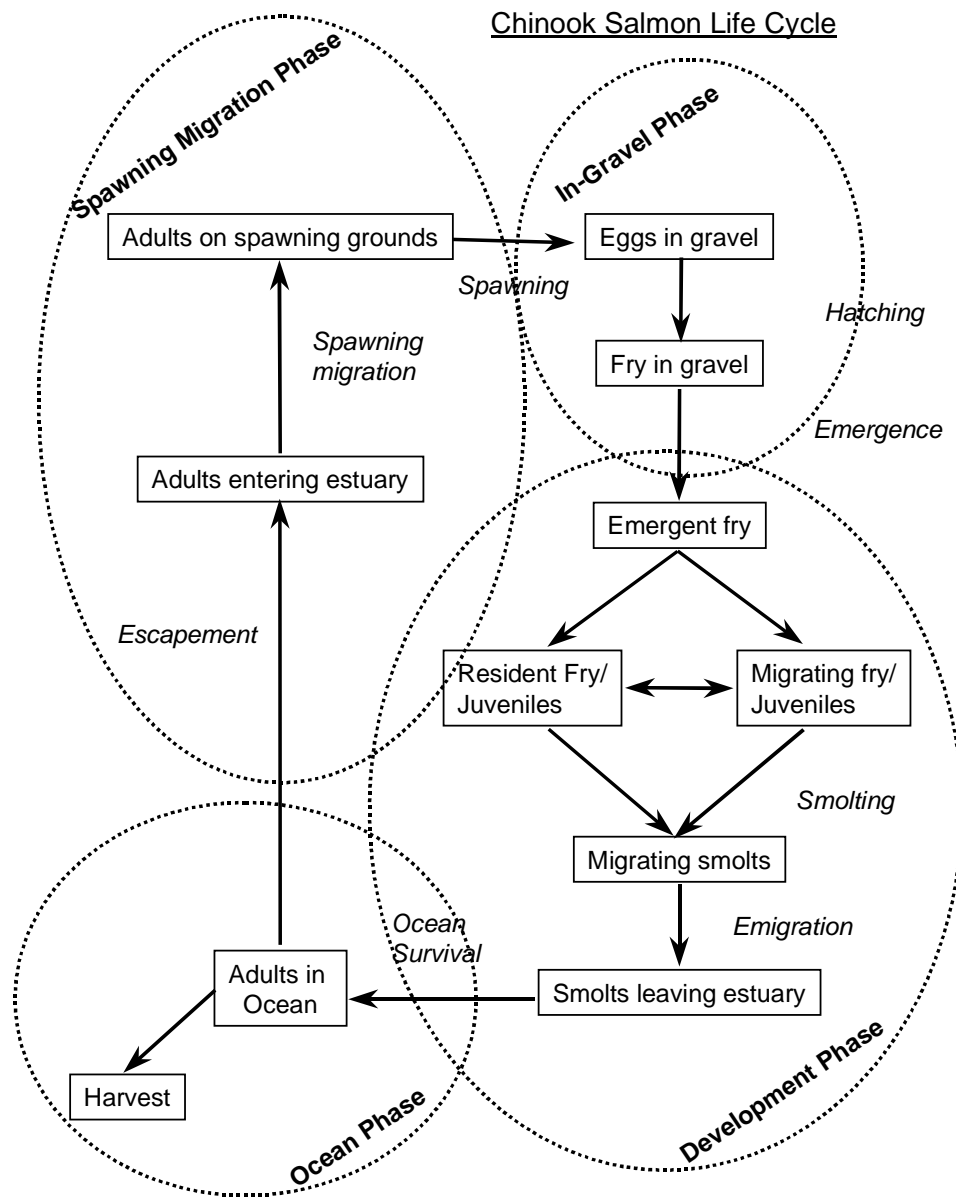 Chinook Salmon Life Cycle
Spawning Migration Phase
In-Gravel Phase
Adults on spawning grounds
Spawning
Eggs in gravel
Hatching
Spawning
migration
Fry in gravel
Emergence
Adults entering estuary
Emergent fry
Escapement
Resident Fry/
Juveniles
Migrating fry/
Juveniles
Smolting
Migrating smolts
Emigration
Ocean
Survival
Adults in
Ocean
Smolts leaving estuary
Harvest
Ocean Phase
Development Phase